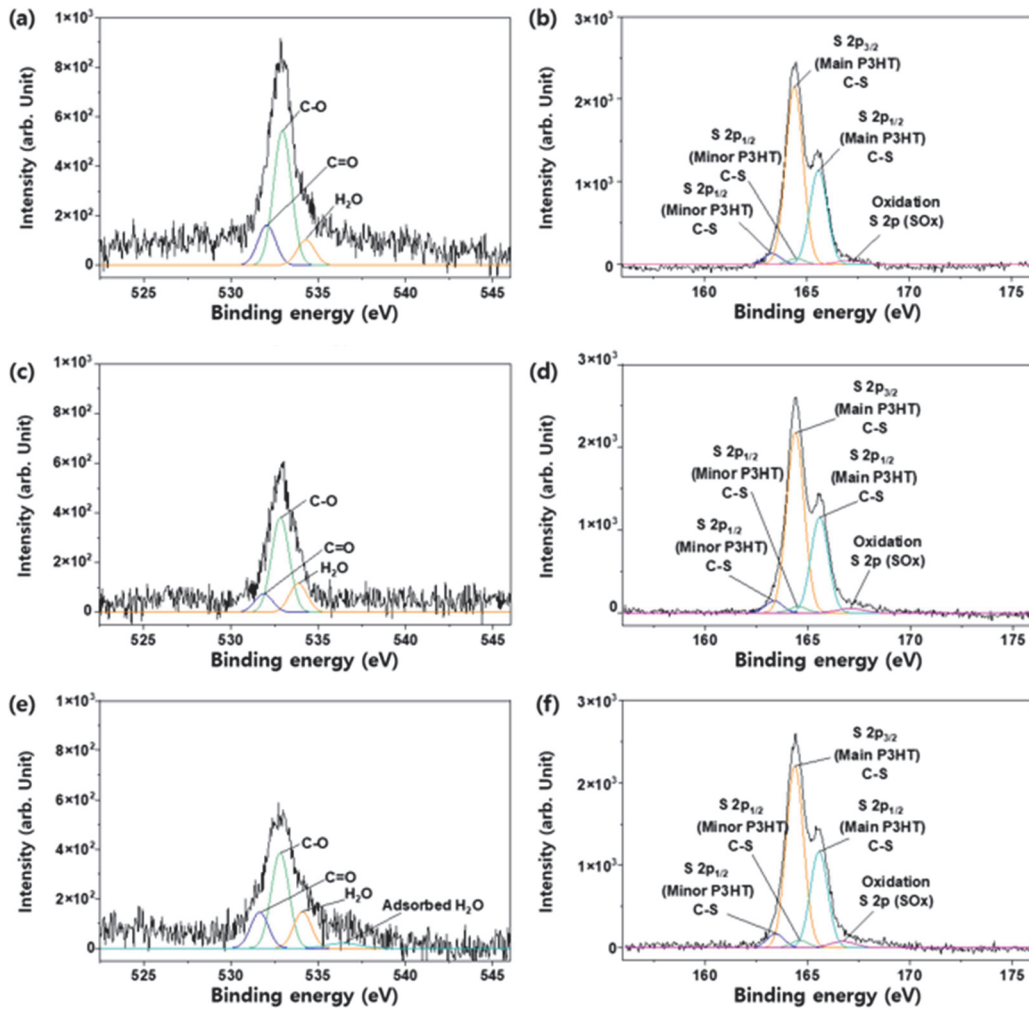 (a)
1×10³
8×10²
6×10²
4×10²
2×10²
0
Intensity (arb. Unit)
C-O
C=O
H₂O
525 530 535 540 545
Binding energy (eV)
(b)
3×10³
2×10³
1×10³
0
Intensity (arb. Unit)
S 2p₃/₂
(Main P3HT)
C-S
S 2p₁/₂
(Main P3HT)
C-S
S 2p₁/₂
(Minor P3HT)
C-S
S 2p₁/₂
(Minor P3HT)
C-S
Oxidation
S 2p (SOx)
160 165 170 175
Binding energy (eV)
(c)
1×10³
8×10²
6×10²
4×10²
2×10²
0
Intensity (arb. Unit)
C-O
C=O
H₂O
525 530 535 540 545
Binding energy (eV)
(d)
3×10³
2×10³
1×10³
0
Intensity (arb. Unit)
S 2p₃/₂
(Main P3HT)
C-S
S 2p₁/₂
(Main P3HT)
C-S
S 2p₁/₂
(Minor P3HT)
C-S
S 2p₁/₂
(Minor P3HT)
C-S
Oxidation
S 2p (SOx)
160 165 170 175
Binding energy (eV)
(e)
1×10³
8×10²
6×10²
4×10²
2×10²
0
Intensity (arb. Unit)
C-O
C=O
H₂O
Adsorbed H₂O
525 530 535 540 545
Binding energy (eV)
(f)
3×10³
2×10³
1×10³
0
Intensity (arb. Unit)
S 2p₃/₂
(Main P3HT)
C-S
S 2p₁/₂
(Main P3HT)
C-S
S 2p₁/₂
(Minor P3HT)
C-S
S 2p₁/₂
(Minor P3HT)
C-S
Oxidation
S 2p (SOx)
160 165 170 175
Binding energy (eV)